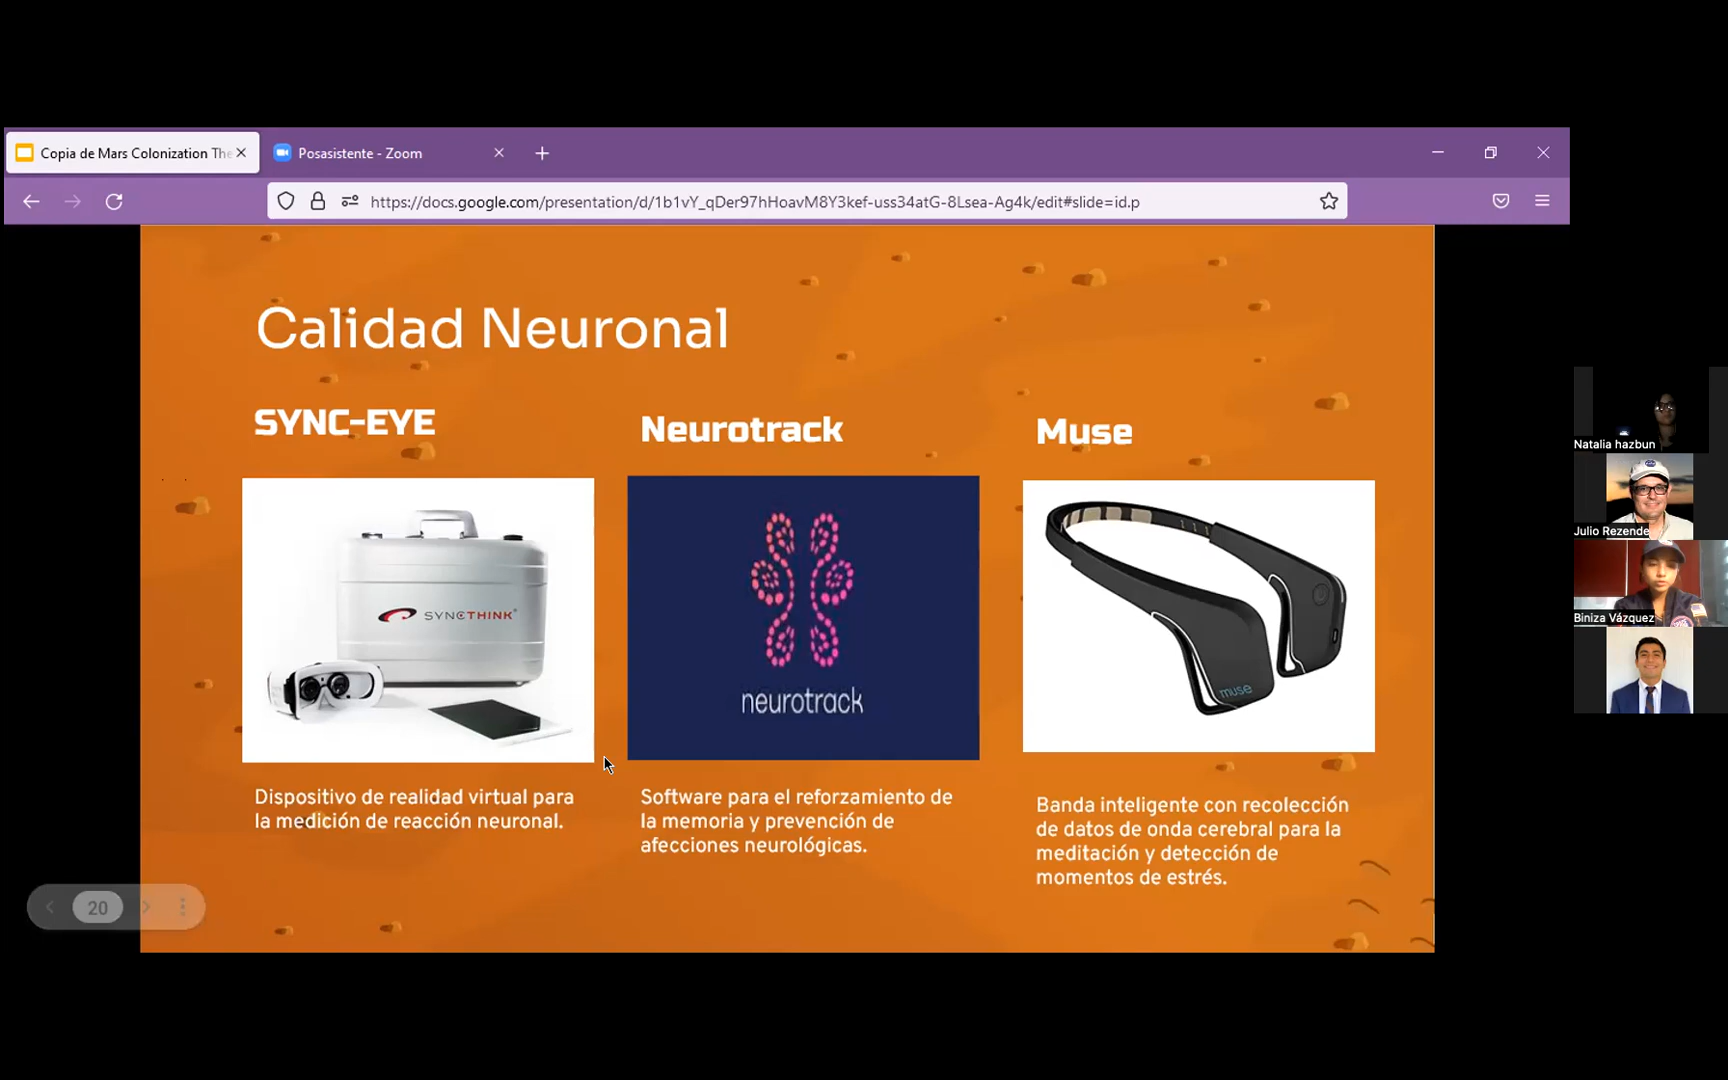 Copia de Mars Colonization The
Posasistente - Zoom
https://docs.google.com/presentation/d/1b1vY_qDer97hHoavM8Y3kef-uss34atG-8Lsea-Ag4k/edit#slide=id.p
Calidad Neuronal
SYNC-EYE
SYNCTHINK
Dispositivo de realidad virtual para
la medición de reacción neuronal.
Neurotrack
neurotrack
Software para el reforzamiento de
la memoria y prevención de
afecciones neurológicas.
Muse
muse
Banda inteligente con recolección
de datos de onda cerebral para la
meditación y detección de
momentos de estrés.
20
Natalia hazbun
Julio Rezende
Biniza Vázquez